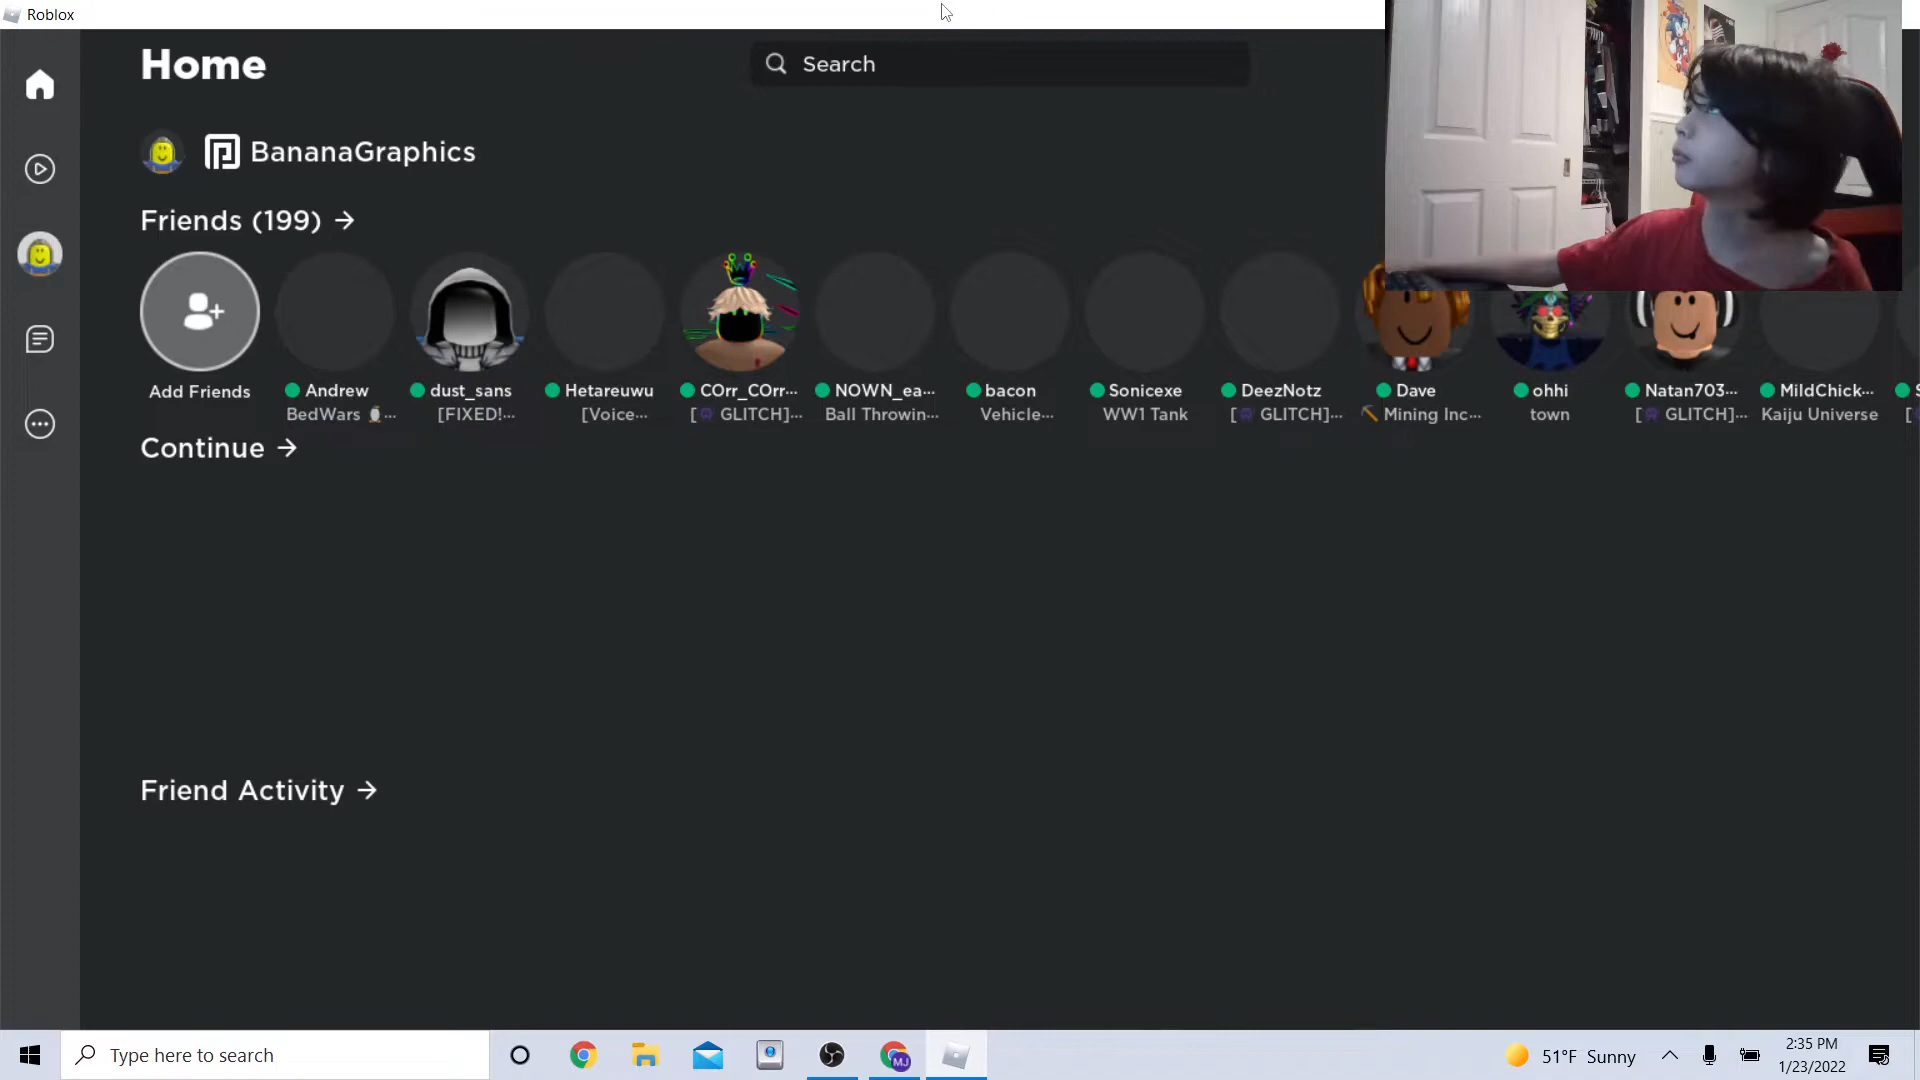 Roblox
Home
Search
BananaGraphics
Friends (199) →
Add Friends
Andrew
BedWars ...
dust_sans
[FIXED!...
Hetareuwu
[Voice...
COrr_COrr...
[ GLITCH]...
NOWN_ea...
Ball Throwin...
bacon
Vehicle...
Sonicexe
WW1 Tank
DeezNotz
[ GLITCH]...
Dave
Mining Inc...
ohhi
town
Natan703...
[ GLITCH]...
MildChick...
Kaiju Universe
Continue →
Friend Activity →
Type here to search
MJ
51°F Sunny
2:35 PM
1/23/2022